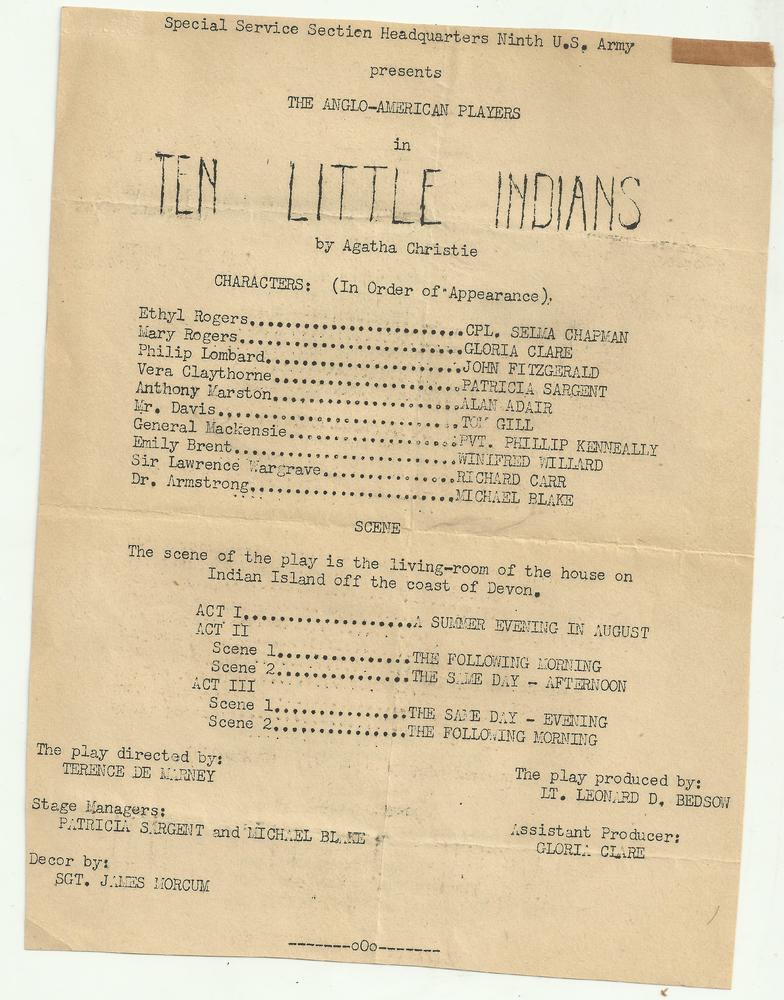 Special Service Section Headquarters Ninth U.S. Army
presents
THE ANGLO-AMERICAN PLAYERS
in
TEN LITTLE INDIANS
by Agatha Christie
CHARACTERS: (In Order of Appearance).
Ethyl Rogers........................CPL. SELMA CHAPMAN
Mary Rogers.........................GLORIA CLARE
Philip Lombard......................JOHN FITZGERALD
Vera Claythorne.....................PATRICIA SARGENT
Anthony Marston.....................ALAN ADAIR
Mr. Davis...........................TOM GILL
General Mackensie...................PVT. PHILLIP KENNEALLY
Emily Brent.........................WINIFRED WILLARD
Sir Lawrence Wargrave...............RICHARD CARR
Dr. Armstrong.......................MICHAEL BLAKE
SCENE
The scene of the play is the living-room of the house on
Indian Island off the coast of Devon.
ACT I...................A SUMMER EVENING IN AUGUST
ACT II
Scene 1...............THE FOLLOWING MORNING
Scene 2...............THE SAME DAY - AFTERNOON
ACT III
Scene 1...............THE SAME DAY - EVENING
Scene 2...............THE FOLLOWING MORNING
The play directed by:
TERENCE DE MARNEY
The play produced by:
LT. LEONARD D. BEDSOW
Stage Managers:
PATRICIA SARGENT and MICHAEL BLAKE
Assistant Producer:
GLORIA CLARE
Decor by:
SGT. JAMES MORCUM
-------oOo-------